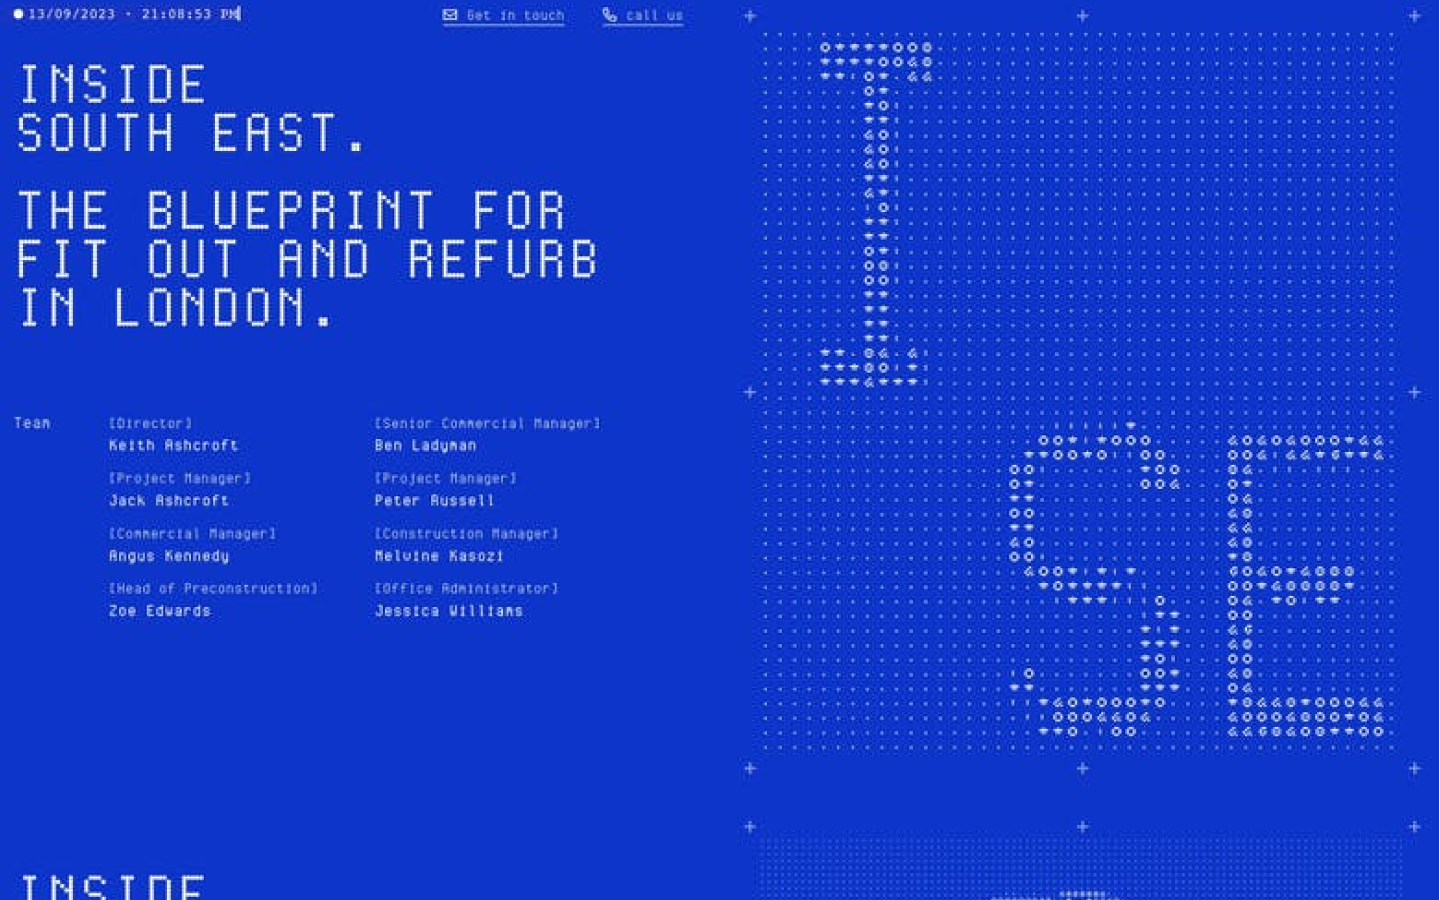 13/09/2023 - 21:08:53 PM
Get in touch
call us
INSIDE
SOUTH EAST.
THE BLUEPRINT FOR
FIT OUT AND REFURB
IN LONDON.
Team
[Director]
Keith Ashcroft
[Senior Commercial Manager]
Ben Ladyman
[Project Manager]
Jack Ashcroft
[Project Manager]
Peter Russell
[Commercial Manager]
Angus Kennedy
[Construction Manager]
Melvine Kasozi
[Head of Preconstruction]
Zoe Edwards
[Office Administrator]
Jessica Williams
I
SE
INSIDE